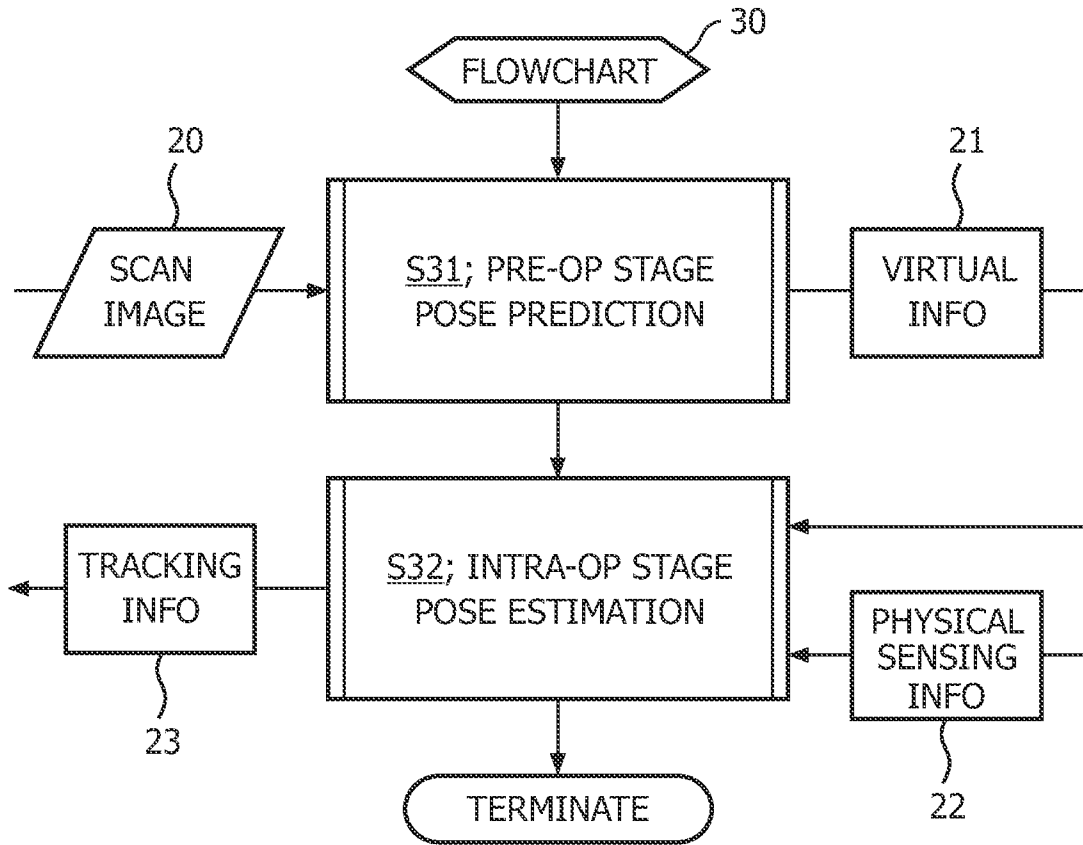 30
FLOWCHART
20
21
SCAN
IMAGE
S31; PRE-OP STAGE
POSE PREDICTION
VIRTUAL
INFO
TRACKING
INFO
S32; INTRA-OP STAGE
POSE ESTIMATION
PHYSICAL
SENSING
INFO
23
22
TERMINATE